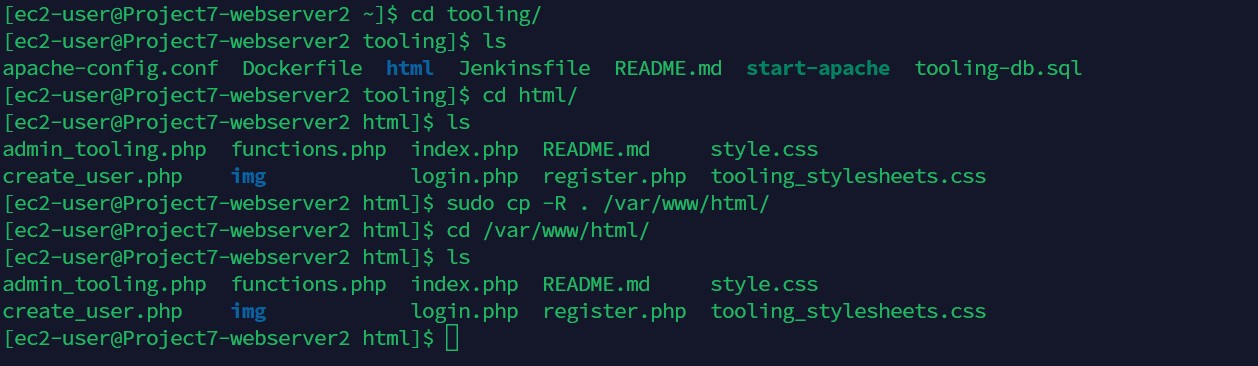 [ec2-user@Project7-webserver2 ~]$ cd tooling/
[ec2-user@Project7-webserver2 tooling]$ ls
apache-config.conf  Dockerfile  html  Jenkinsfile  README.md  start-apache  tooling-db.sql
[ec2-user@Project7-webserver2 tooling]$ cd html/
[ec2-user@Project7-webserver2 html]$ ls
admin_tooling.php  functions.php  index.php  README.md     style.css
create_user.php    img            login.php  register.php  tooling_stylesheets.css
[ec2-user@Project7-webserver2 html]$ sudo cp -R . /var/www/html/
[ec2-user@Project7-webserver2 html]$ cd /var/www/html/
[ec2-user@Project7-webserver2 html]$ ls
admin_tooling.php  functions.php  index.php  README.md     style.css
create_user.php    img            login.php  register.php  tooling_stylesheets.css
[ec2-user@Project7-webserver2 html]$